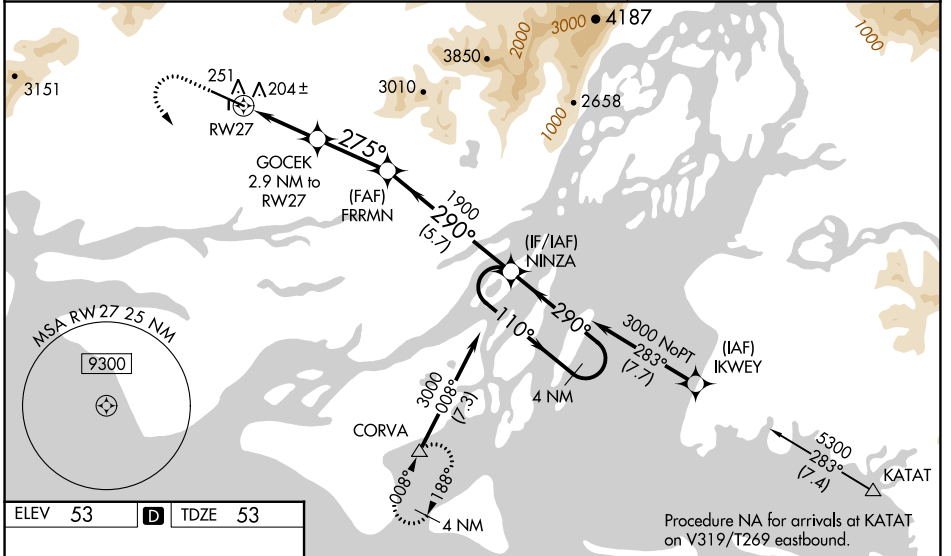 3000
4187
2000
3850
3010
2658
1000
1000
3151
251
204 ±
RW27
GOCEK
2.9 NM to
RW27
275°
(FAF)
FRRMN
1900
290°
(5.7)
(IF/IAF)
NINZA
290°
110°
4 NM
3000 NoPT
283°
(7.7)
(IAF)
IKWEY
MSA RW 27 25 NM
9300
3000
008°
(7.3)
CORVA
008°
188°
4 NM
5300
283°
(7.4)
KATAT
ELEV 53 D TDZE 53
Procedure NA for arrivals at KATAT
on V319/T269 eastbound.